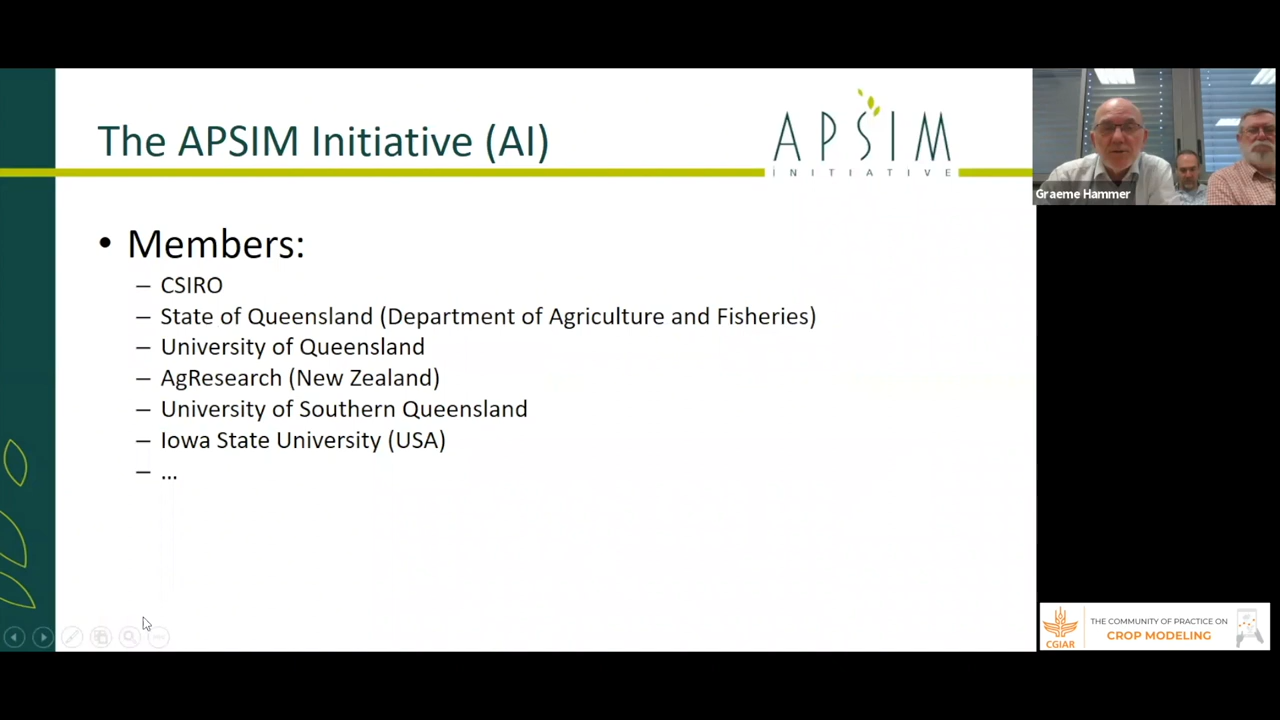 The APSIM Initiative (AI)
APSIM
INITIATIVE
• Members:
– CSIRO
– State of Queensland (Department of Agriculture and Fisheries)
– University of Queensland
– AgResearch (New Zealand)
– University of Southern Queensland
– Iowa State University (USA)
– ...
Graeme Hammer
CGIAR
THE COMMUNITY OF PRACTICE ON
CROP MODELING